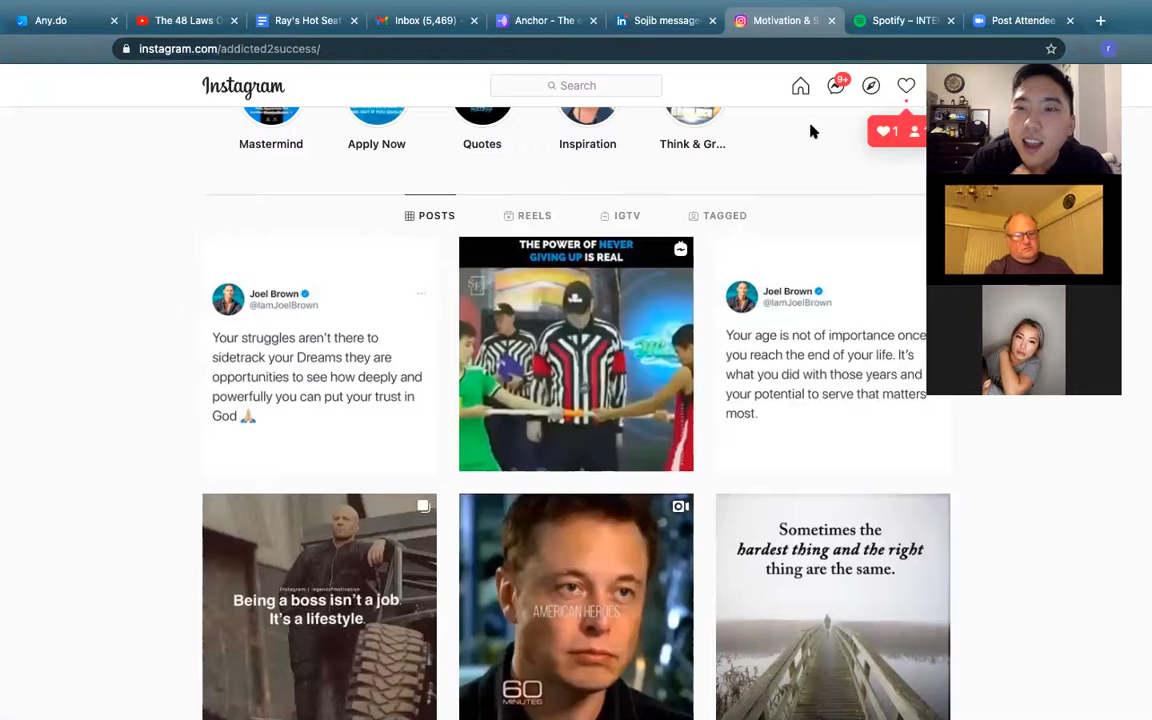 Any.do
The 48 Laws O
Ray's Hot Sea
Inbox (5,469)
Anchor - The e
Sojib message
Motivation & S
Spotify – INTE
Post Attendee
instagram.com/addicted2success/
r
Instagram
Search
9+
1
Mastermind
Apply Now
Quotes
Inspiration
Think & Gr...
POSTS
REELS
IGTV
TAGGED
Joel Brown
@IamJoelBrown
Your struggles aren't there to
sidetrack your Dreams they are
opportunities to see how deeply and
powerfully you can put your trust in
God 🙏🏼
THE POWER OF NEVER
GIVING UP IS REAL
Joel Brown
@IamJoelBrown
Your age is not of importance once
you reach the end of your life. It's
what you did with those years and
your potential to serve that matters
most.
Instagram | legendofmotivation
Being a boss isn't a job.
It's a lifestyle.
AMERICAN HEROES
60
MINUTES
Sometimes the
hardest thing and the right
thing are the same.